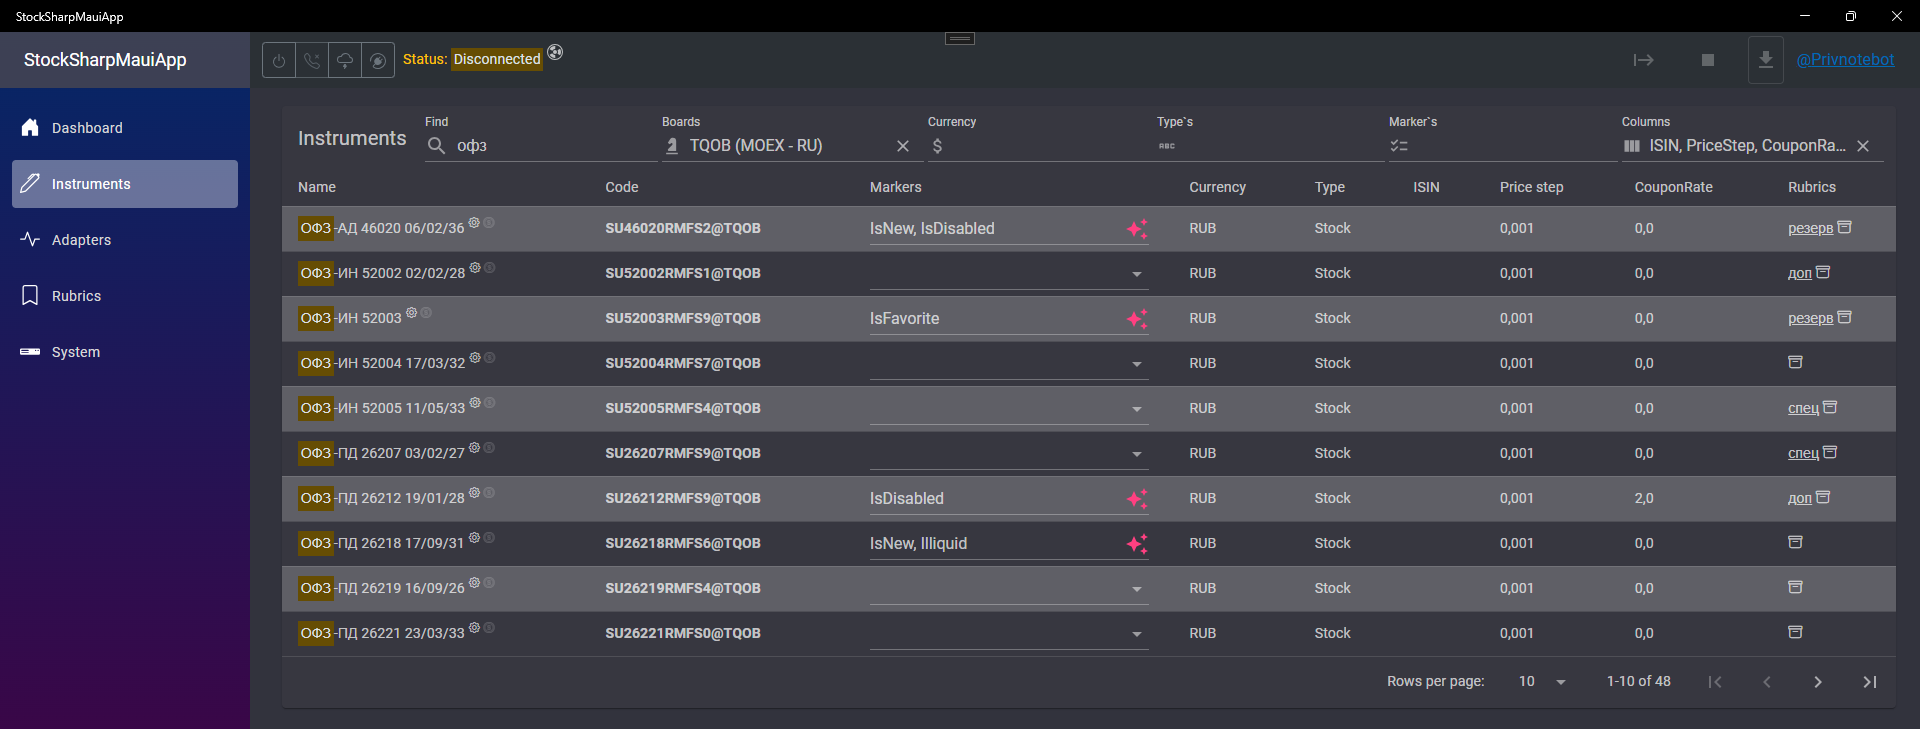 StockSharpMauiApp
StockSharpMauiApp
Status: Disconnected
@Privnotebot
Dashboard
Instruments
Adapters
Rubrics
System
Instruments
Find
офз
Boards
TQOB (MOEX - RU)
Currency
Type`s
ABC
Marker`s
Columns
ISIN, PriceStep, CouponRa...
Name Code Markers Currency Type ISIN Price step CouponRate Rubrics
ОФЗ-АД 46020 06/02/36 SU46020RMFS2@TQOB IsNew, IsDisabled RUB Stock 0,001 0,0 резерв
ОФЗ-ИН 52002 02/02/28 SU52002RMFS1@TQOB RUB Stock 0,001 0,0 доп
ОФЗ-ИН 52003 SU52003RMFS9@TQOB IsFavorite RUB Stock 0,001 0,0 резерв
ОФЗ-ИН 52004 17/03/32 SU52004RMFS7@TQOB RUB Stock 0,001 0,0
ОФЗ-ИН 52005 11/05/33 SU52005RMFS4@TQOB RUB Stock 0,001 0,0 спец
ОФЗ-ПД 26207 03/02/27 SU26207RMFS9@TQOB RUB Stock 0,001 0,0 спец
ОФЗ-ПД 26212 19/01/28 SU26212RMFS9@TQOB IsDisabled RUB Stock 0,001 2,0 доп
ОФЗ-ПД 26218 17/09/31 SU26218RMFS6@TQOB IsNew, Illiquid RUB Stock 0,001 0,0
ОФЗ-ПД 26219 16/09/26 SU26219RMFS4@TQOB RUB Stock 0,001 0,0
ОФЗ-ПД 26221 23/03/33 SU26221RMFS0@TQOB RUB Stock 0,001 0,0
Rows per page: 10 1-10 of 48